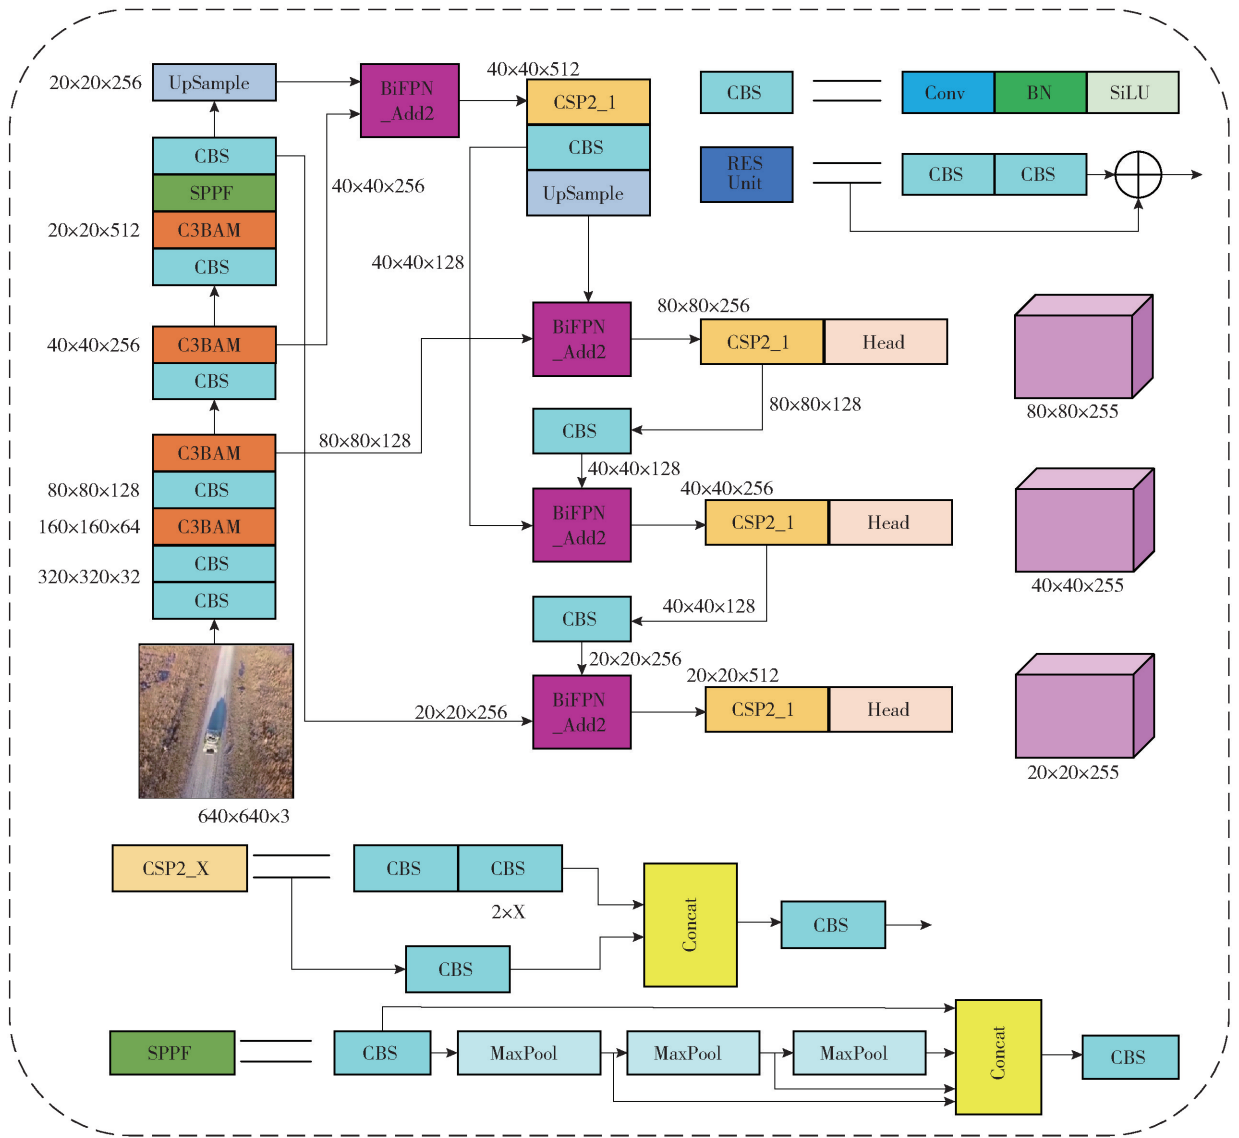 20×20×256
UpSample
CBS
SPPF
20×20×512
C3BAM
CBS
40×40×256
C3BAM
CBS
C3BAM
80×80×128
CBS
160×160×64
C3BAM
CBS
320×320×32
CBS
640×640×3
BiFPN
_Add2
40×40×256
40×40×512
CSP2_1
CBS
UpSample
40×40×128
80×80×128
BiFPN
_Add2
80×80×256
CSP2_1
Head
80×80×128
CBS
40×40×128
BiFPN
_Add2
40×40×256
CSP2_1
Head
40×40×128
CBS
20×20×256
20×20×256
BiFPN
_Add2
20×20×512
CSP2_1
Head
CBS
Conv
BN
SiLU
RES
Unit
CBS
CBS
80×80×255
40×40×255
20×20×255
CSP2_X
CBS
CBS
2×X
CBS
Concat
CBS
SPPF
CBS
MaxPool
MaxPool
MaxPool
Concat
CBS